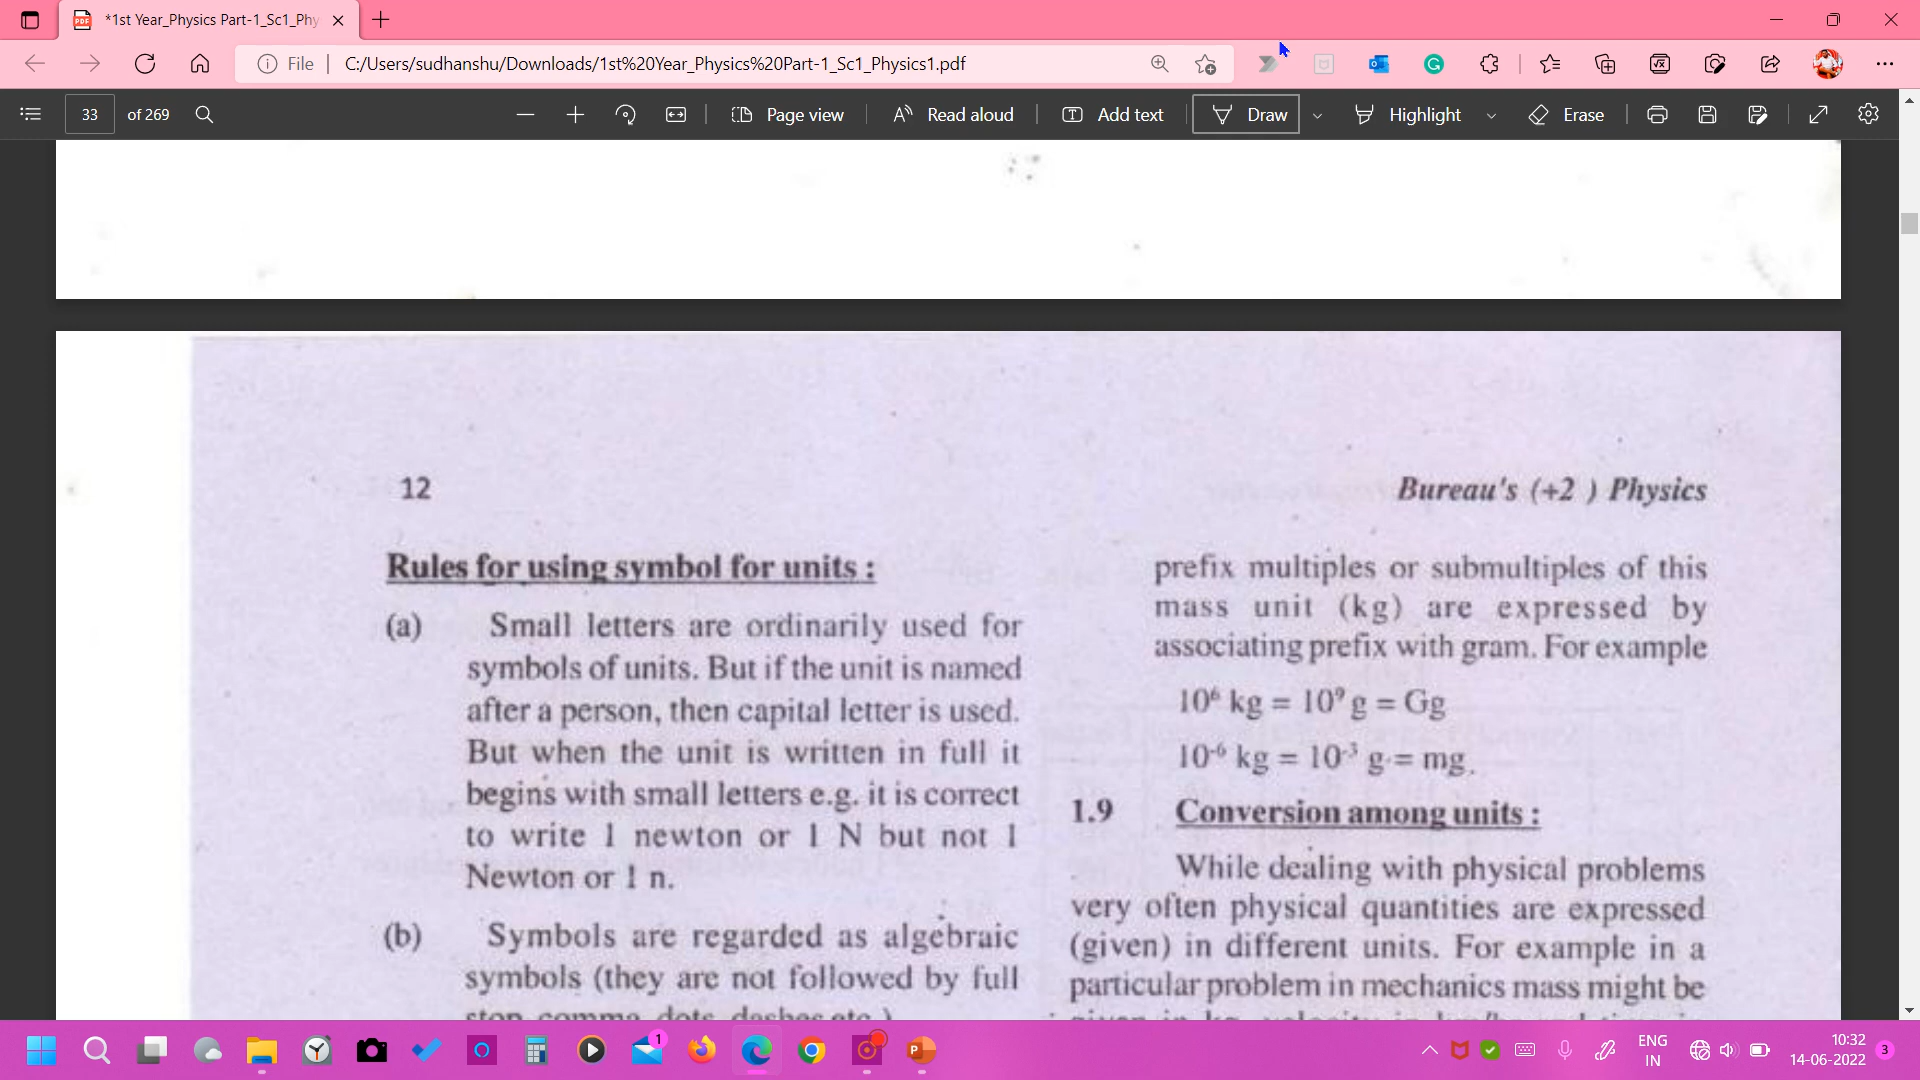 *1st Year_Physics Part-1_Sc1_Phy
File
C:/Users/sudhanshu/Downloads/1st%20Year_Physics%20Part-1_Sc1_Physics1.pdf
33 of 269
Page view
Read aloud
Add text
Draw
Highlight
Erase
12
Bureau's (+2 ) Physics
Rules for using symbol for units :
(a) Small letters are ordinarily used for
symbols of units. But if the unit is named
after a person, then capital letter is used.
But when the unit is written in full it
begins with small letters e.g. it is correct
to write 1 newton or 1 N but not 1
Newton or 1 n.
(b) Symbols are regarded as algebraic
symbols (they are not followed by full
stop comma, dots, dashes etc.)
prefix multiples or submultiples of this
mass unit (kg) are expressed by
associating prefix with gram. For example
10⁶ kg = 10⁹ g = Gg
10⁻⁶ kg = 10⁻³ g = mg.
1.9 Conversion among units :
While dealing with physical problems
very often physical quantities are expressed
(given) in different units. For example in a
particular problem in mechanics mass might be
1
ENG
IN
10:32
14-06-2022
3